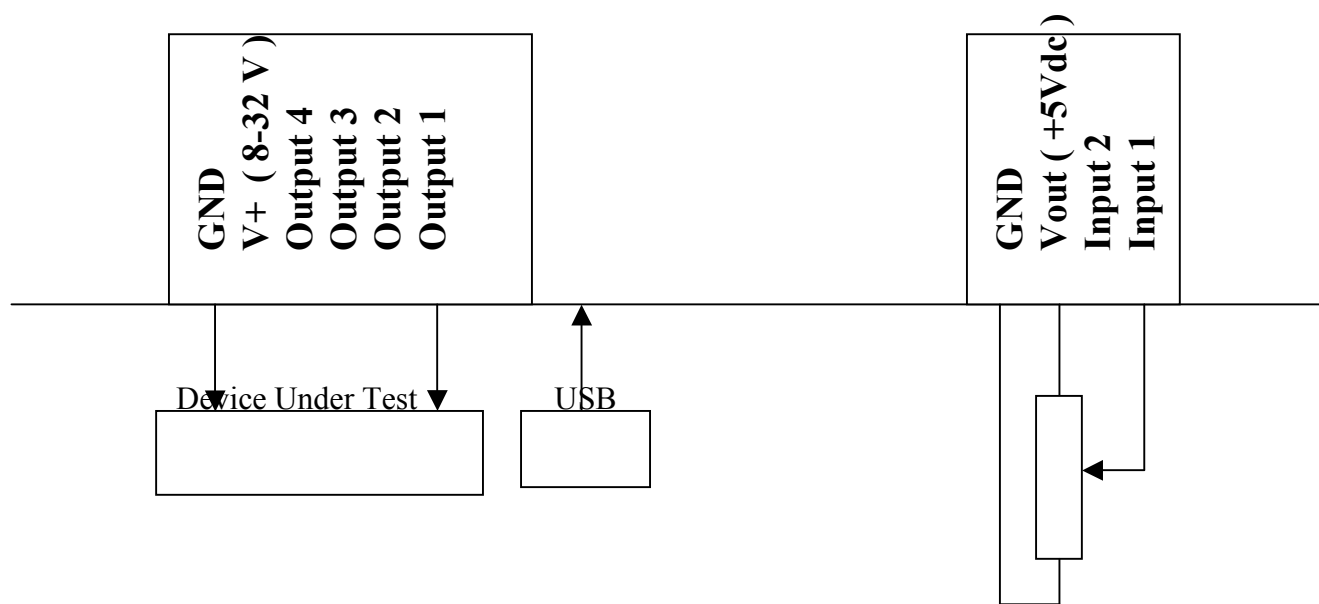 GND
V+ ( 8-32 V )
Output 4
Output 3
Output 2
Output 1
GND
Vout ( +5Vdc )
Input 2
Input 1
Device Under Test
USB